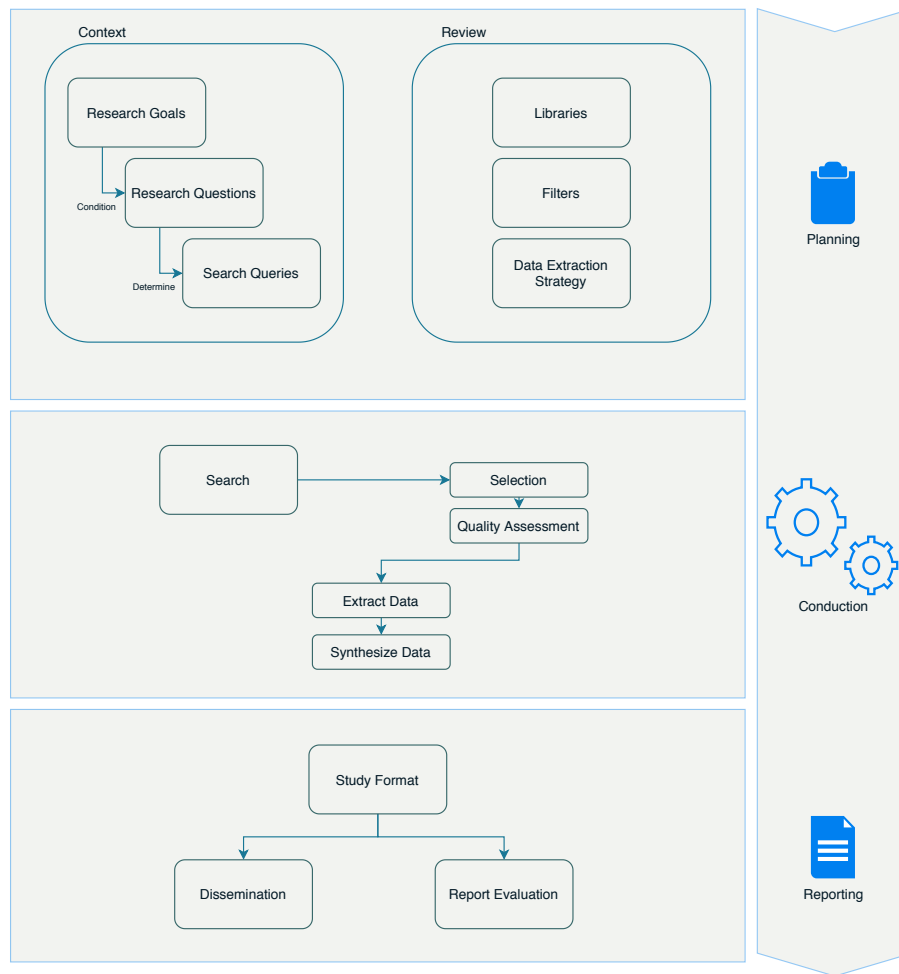 Context
Review
Research Goals
Libraries
Condition
Research Questions
Filters
Determine
Search Queries
Data Extraction
Strategy
Planning
Search
Selection
Quality Assessment
Extract Data
Synthesize Data
Conduction
Study Format
Dissemination
Report Evaluation
Reporting